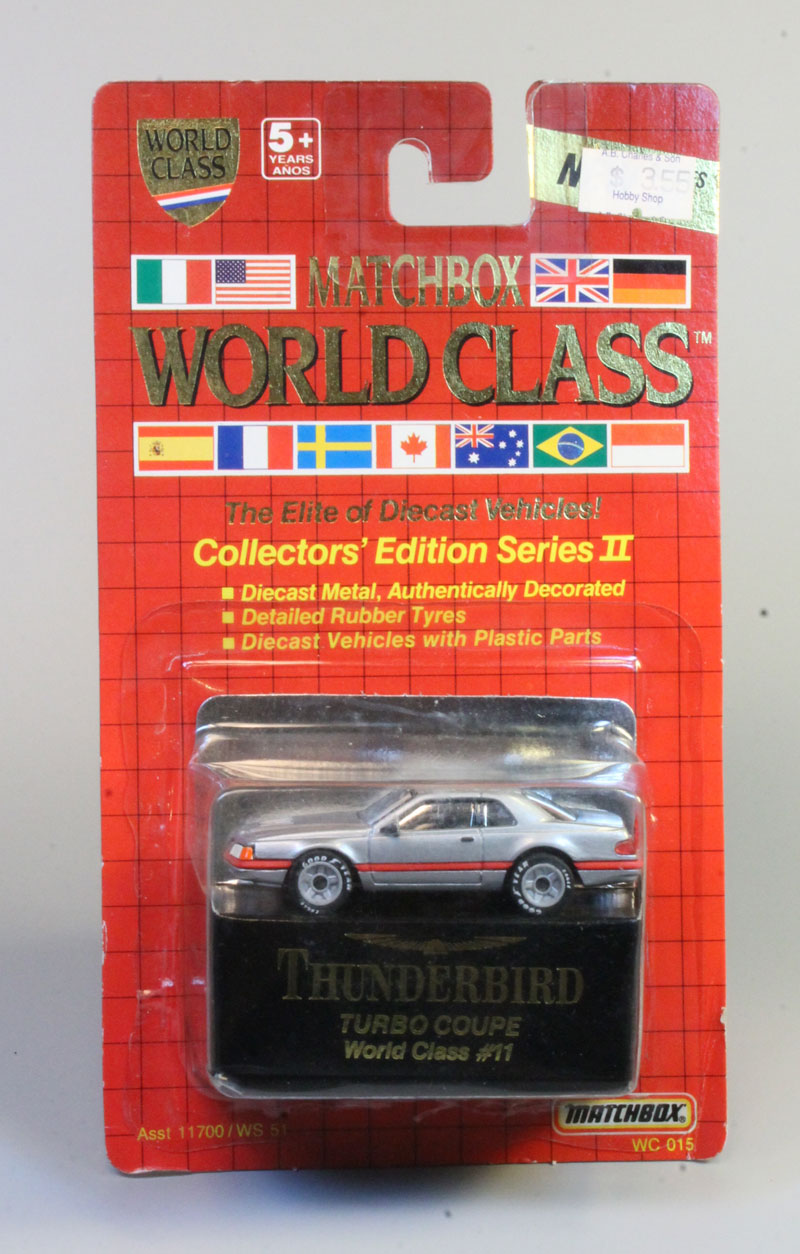 WORLD
CLASS
5+
YEARS
AÑOS
A.B. Charles & Son
$ 3.55
Hobby Shop
MATCHBOX
WORLD CLASS™
The Elite of Diecast Vehicles!
Collectors' Edition Series II
■ Diecast Metal, Authentically Decorated
■ Detailed Rubber Tyres
■ Diecast Vehicles with Plastic Parts
GOOD YEAR
GOOD YEAR
THUNDERBIRD
TURBO COUPE
World Class #11
MATCHBOX®
Asst 11700/WS 51
WC 015